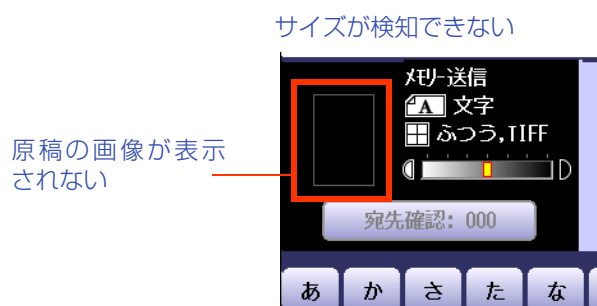 サイズが検知できない
ﾒﾓﾘｰ送信
A 文字
ふつう,TIFF
原稿の画像が表示
されない
宛先確認: 000
あ か さ た な